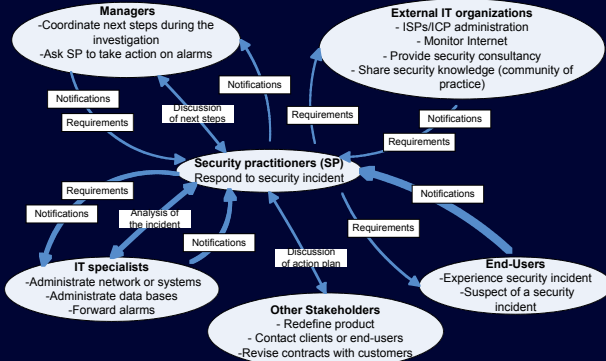 Managers
-Coordinate next steps during the
investigation
-Ask SP to take action on alarms
External IT organizations
- ISPs/ICP administration
- Monitor Internet
- Provide security consultancy
- Share security knowledge (community of
practice)
Notifications
Requirements
Discussion
of next steps
Notifications
Requirements
Notifications
Requirements
Security practitioners (SP)
Respond to security incident
Requirements
Notifications
Analysis of
the incident
Notifications
Notifications
Requirements
Discussion
of action plan
IT specialists
-Administrate network or systems
-Administrate data bases
-Forward alarms
End-Users
-Experience security incident
-Suspect of a security
incident
Other Stakeholders
- Redefine product
- Contact clients or end-users
-Revise contracts with customers